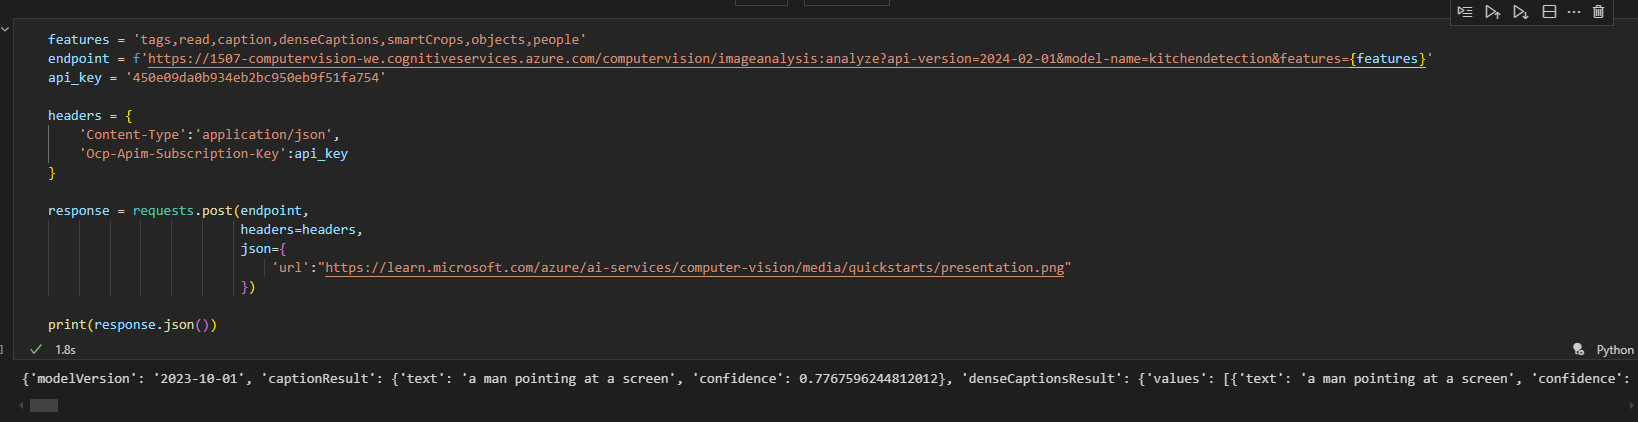 features = 'tags,read,caption,denseCaptions,smartCrops,objects,people'
endpoint = f'https://1507-computervision-we.cognitiveservices.azure.com/computervision/imageanalysis:analyze?api-version=2024-02-01&model-name=kitchendetection&features={features}'
api_key = '450e09da0b934eb2bc950eb9f51fa754'
headers = {
'Content-Type':'application/json',
'Ocp-Apim-Subscription-Key':api_key
}
response = requests.post(endpoint,
headers=headers,
json={
'url':"https://learn.microsoft.com/azure/ai-services/computer-vision/media/quickstarts/presentation.png"
})
print(response.json())
] 1.8s Python
{'modelVersion': '2023-10-01', 'captionResult': {'text': 'a man pointing at a screen', 'confidence': 0.7767596244812012}, 'denseCaptionsResult': {'values': [{'text': 'a man pointing at a screen', 'confidence':